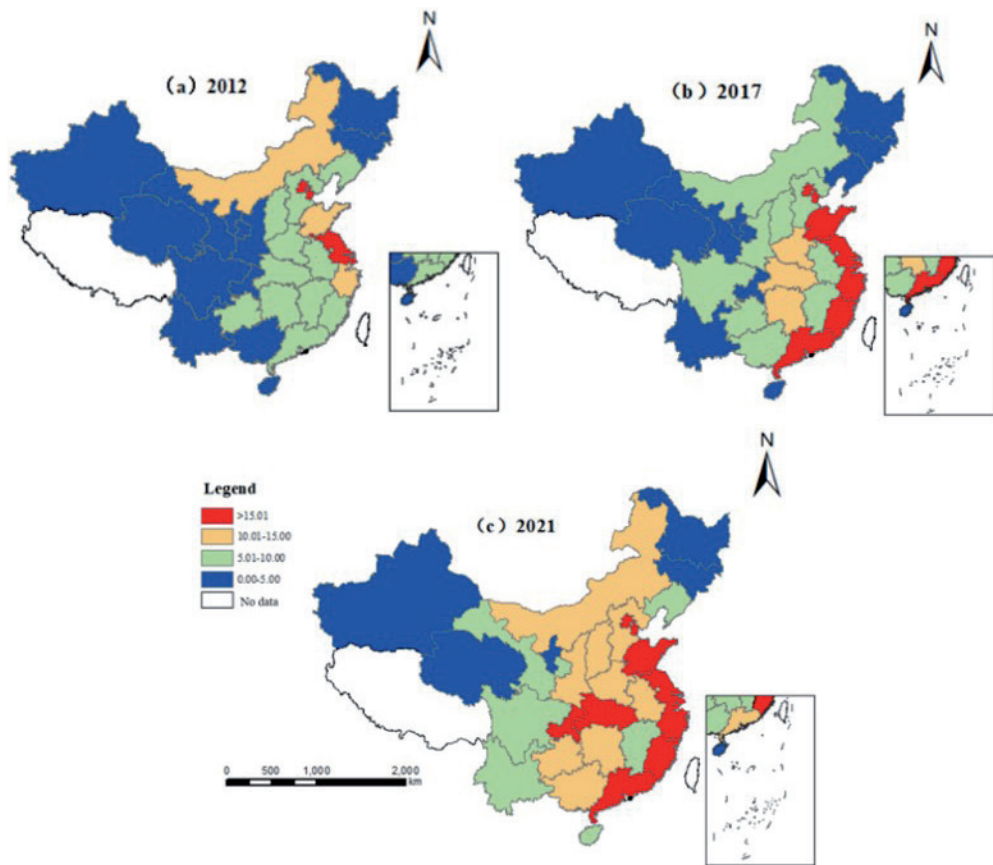 N
(a) 2012
N
(b) 2017
N
Legend
>15.01
10.01-15.00
5.01-10.00
0.00-5.00
No data
(c) 2021
0 500 1,000 2,000
km